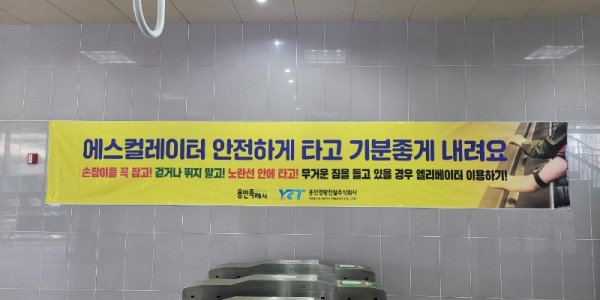 에스컬레이터 안전하게 타고 기분좋게 내려요
손잡이를 꼭 잡고! 걷거나 뛰지 말고! 노란선 안에 타고! 무거운 짐을 들고 있을 경우 엘리베이터 이용하기!
용인특례시 YRT 용인경량전철주식회사